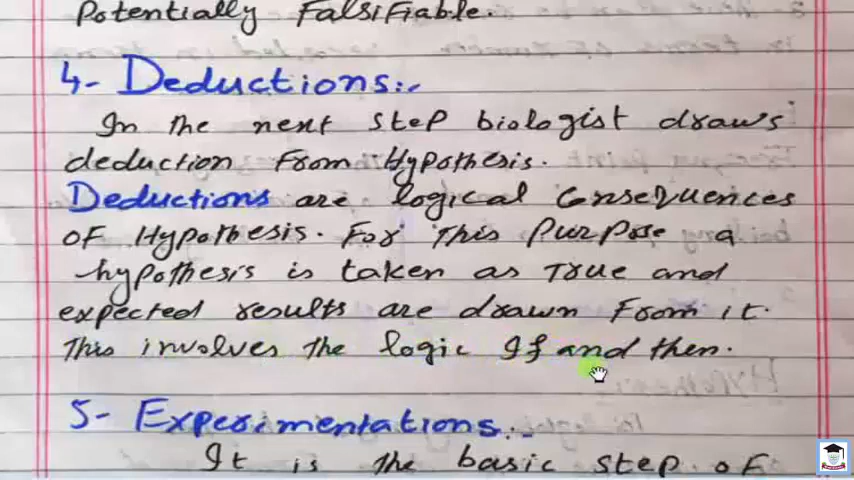 Potentially Falsifiable.
4- Deductions:-
In the next step biologist draws
deduction from Hypothesis.
Deductions are logical Consequences
of Hypothesis. For this Purpose a
hypothesis is taken as True and
expected results are drawn from it.
This involves the logic If and then.
5- Experimentations:-
It is the basic step of